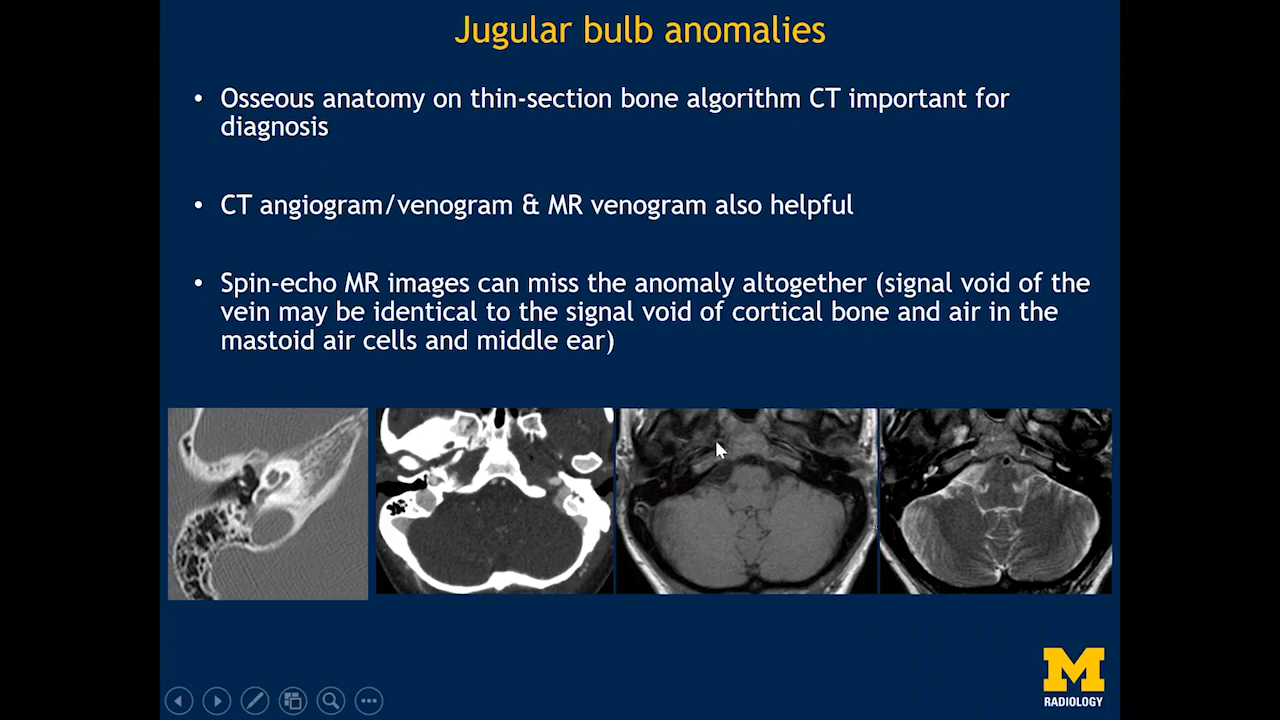 Jugular bulb anomalies
• Osseous anatomy on thin-section bone algorithm CT important for
diagnosis
• CT angiogram/venogram & MR venogram also helpful
• Spin-echo MR images can miss the anomaly altogether (signal void of the
vein may be identical to the signal void of cortical bone and air in the
mastoid air cells and middle ear)
M
RADIOLOGY